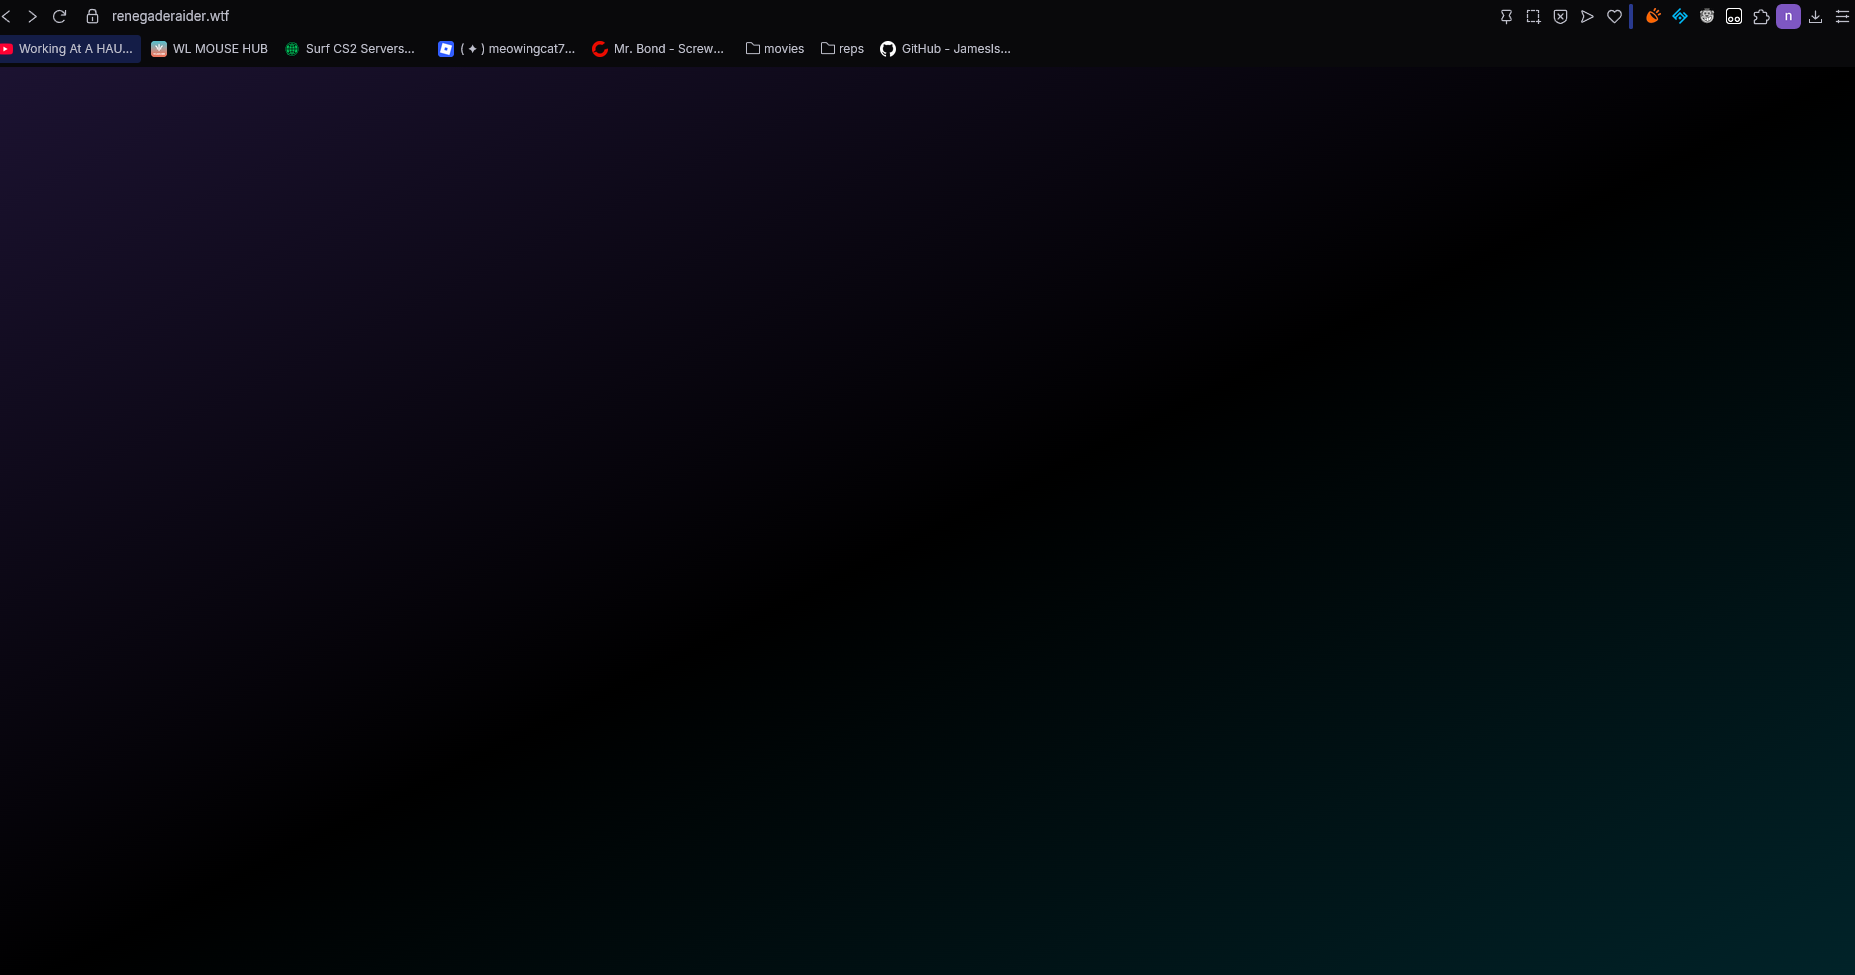 renegaderaider.wtf
n
Working At A HAU...
WL MOUSE HUB
Surf CS2 Servers...
( ✦ ) meowingcat7...
Mr. Bond - Screw...
movies
reps
GitHub - Jamesls...